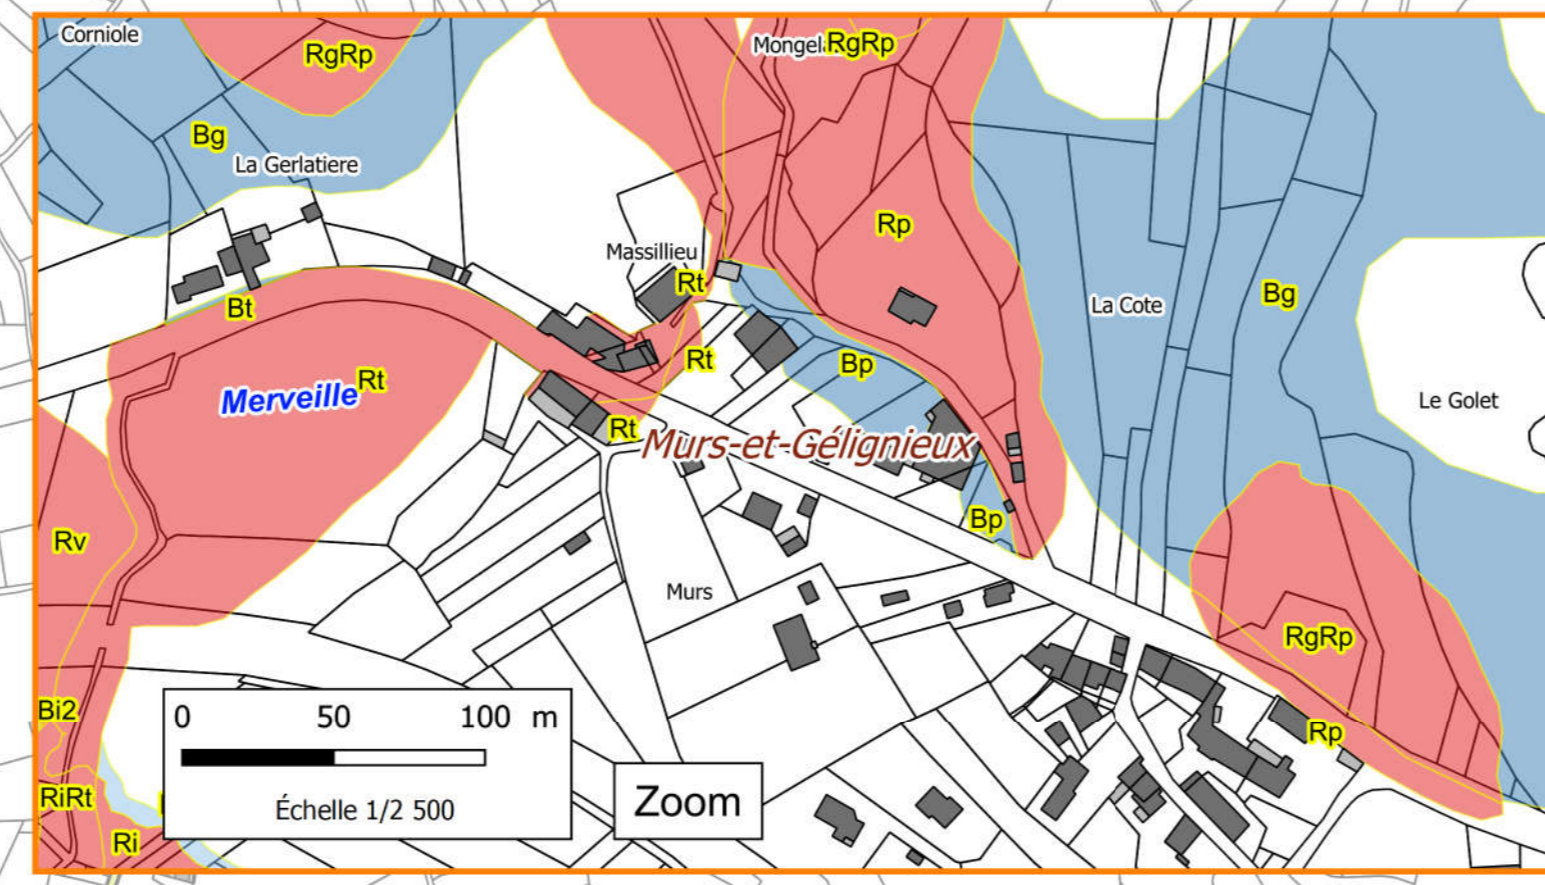 Corniole
RgRp
Mongela
RgRp
Bg
La Gerlatiere
Rp
Massillieu
Rt
Bg
La Cote
Bt
Rt
Bp
Merveille
Rt
Le Golet
Rt
Murs-et-Gélignieux
Bp
Rv
Murs
RgRp
Bi2
0 50 100 m
Rp
RiRt
Échelle 1/2 500
Zoom
Ri